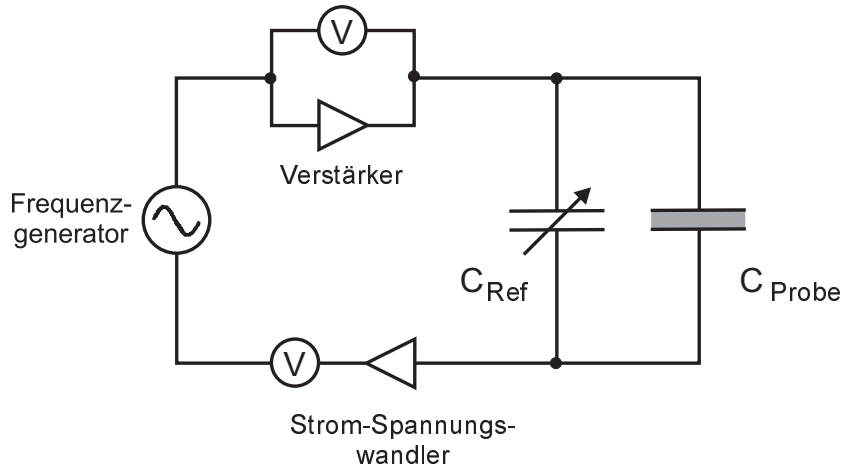 V
Verstärker
Frequenz-
generator
C Ref
C Probe
V
Strom-Spannungs-
wandler